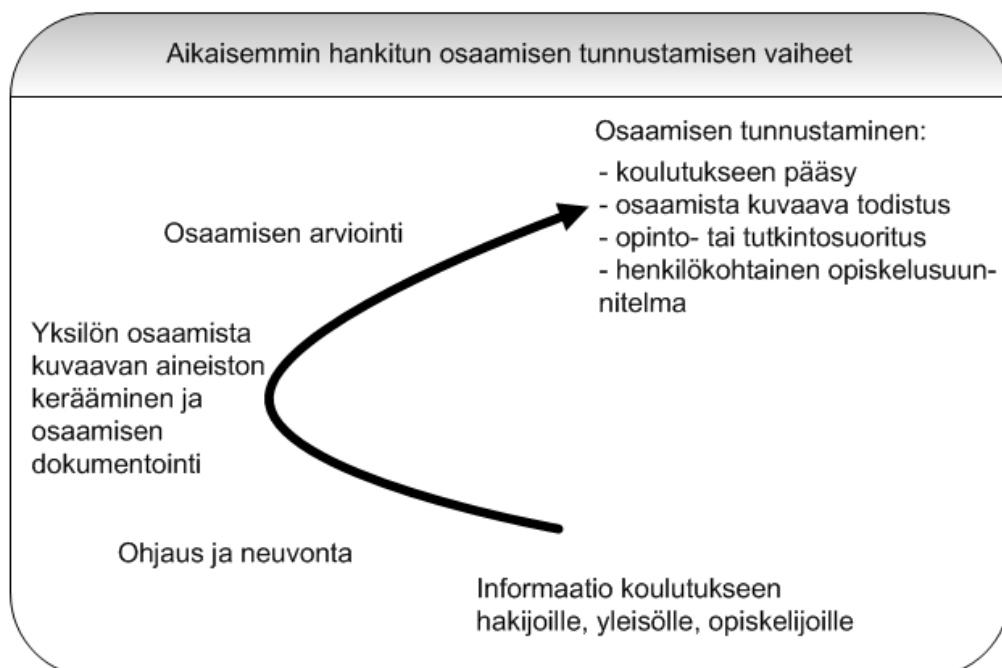 Aikaisemmin hankitun osaamisen tunnustamisen vaiheet
Osaamisen tunnustaminen:
- koulutukseen pääsy
- osaamista kuvaava todistus
- opinto- tai tutkintosuoritus
- henkilökohtainen opiskelusuun-
nitelma
Osaamisen arviointi
Yksilön osaamista
kuvaavan aineiston
kerääminen ja
osaamisen
dokumentointi
Ohjaus ja neuvonta
Informaatio koulutukseen
hakijoille, yleisölle, opiskelijoille